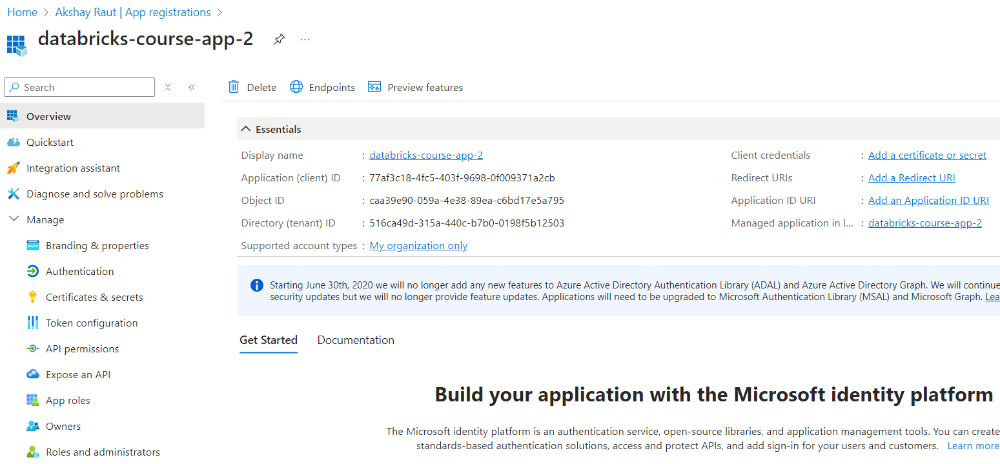 Home > Akshay Raut | App registrations >
databricks-course-app-2
Search
Delete Endpoints Preview features
Overview
Quickstart
Integration assistant
Diagnose and solve problems
Manage
Branding & properties
Authentication
Certificates & secrets
Token configuration
API permissions
Expose an API
App roles
Owners
Roles and administrators
Essentials
Display name : databricks-course-app-2
Application (client) ID : 77af3c18-4fc5-403f-9698-0f009371a2cb
Object ID : caa39e90-059a-4e38-89ea-c6bd17e5a795
Directory (tenant) ID : 516ca49d-315a-440c-b7b0-0198f5b12503
Supported account types : My organization only
Client credentials : Add a certificate or secret
Redirect URIs : Add a Redirect URI
Application ID URI : Add an Application ID URI
Managed application in l... : databricks-course-app-2
Starting June 30th, 2020 we will no longer add any new features to Azure Active Directory Authentication Library (ADAL) and Azure Active Directory Graph. We will continue
security updates but we will no longer provide feature updates. Applications will need to be upgraded to Microsoft Authentication Library (MSAL) and Microsoft Graph. Lea
Get Started Documentation
Build your application with the Microsoft identity platform
The Microsoft identity platform is an authentication service, open-source libraries, and application management tools. You can create
standards-based authentication solutions, access and protect APIs, and add sign-in for your users and customers. Learn more